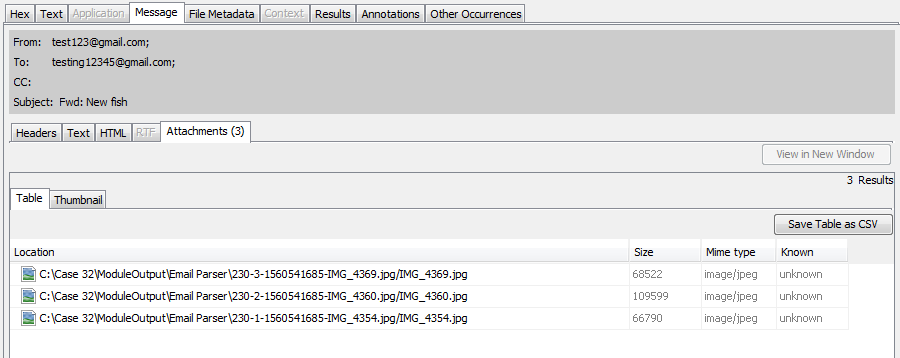 Hex Text Application Message File Metadata Context Results Annotations Other Occurrences
From: test123@gmail.com;
To: testing12345@gmail.com;
CC:
Subject: Fwd: New fish
Headers Text HTML RTF Attachments (3)
View in New Window
3 Results
Table Thumbnail
Save Table as CSV
Location Size Mime type Known
C:\Case 32\ModuleOutput\Email Parser\230-3-1560541685-IMG_4369.jpg/IMG_4369.jpg 68522 image/jpeg unknown
C:\Case 32\ModuleOutput\Email Parser\230-2-1560541685-IMG_4360.jpg/IMG_4360.jpg 109599 image/jpeg unknown
C:\Case 32\ModuleOutput\Email Parser\230-1-1560541685-IMG_4354.jpg/IMG_4354.jpg 66790 image/jpeg unknown